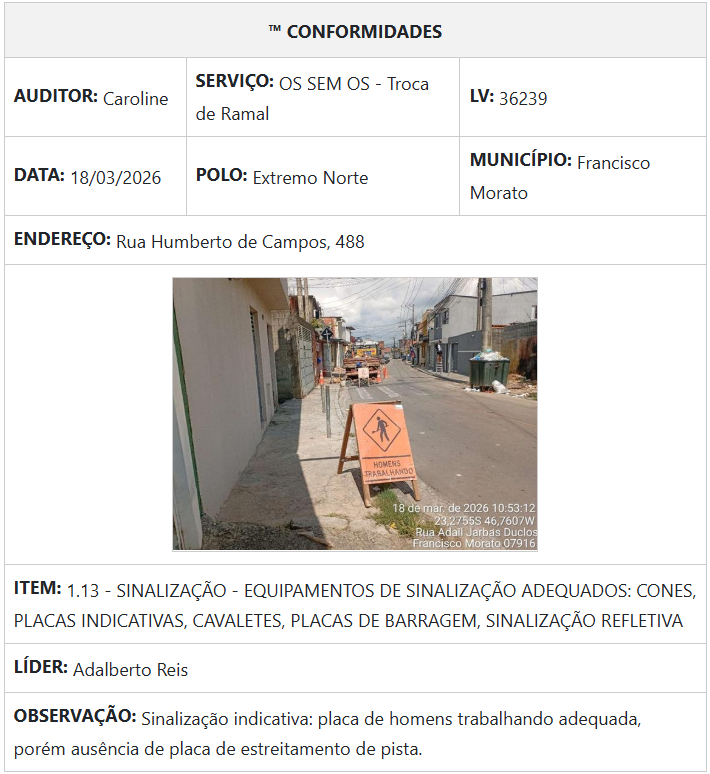 ™ CONFORMIDADES
AUDITOR: Caroline
SERVIÇO: OS SEM OS - Troca
de Ramal
LV: 36239
DATA: 18/03/2026
POLO: Extremo Norte
MUNICÍPIO: Francisco
Morato
ENDEREÇO: Rua Humberto de Campos, 488
HOMENS
TRABALHANDO
18 de mar. de 2026 10:53:12
23,2755S 46,7607W
Rua Adail Jarbas Duclos
Francisco Morato 07916
ITEM: 1.13 - SINALIZAÇÃO - EQUIPAMENTOS DE SINALIZAÇÃO ADEQUADOS: CONES,
PLACAS INDICATIVAS, CAVALETES, PLACAS DE BARRAGEM, SINALIZAÇÃO REFLETIVA
LÍDER: Adalberto Reis
OBSERVAÇÃO: Sinalização indicativa: placa de homens trabalhando adequada,
porém ausência de placa de estreitamento de pista.